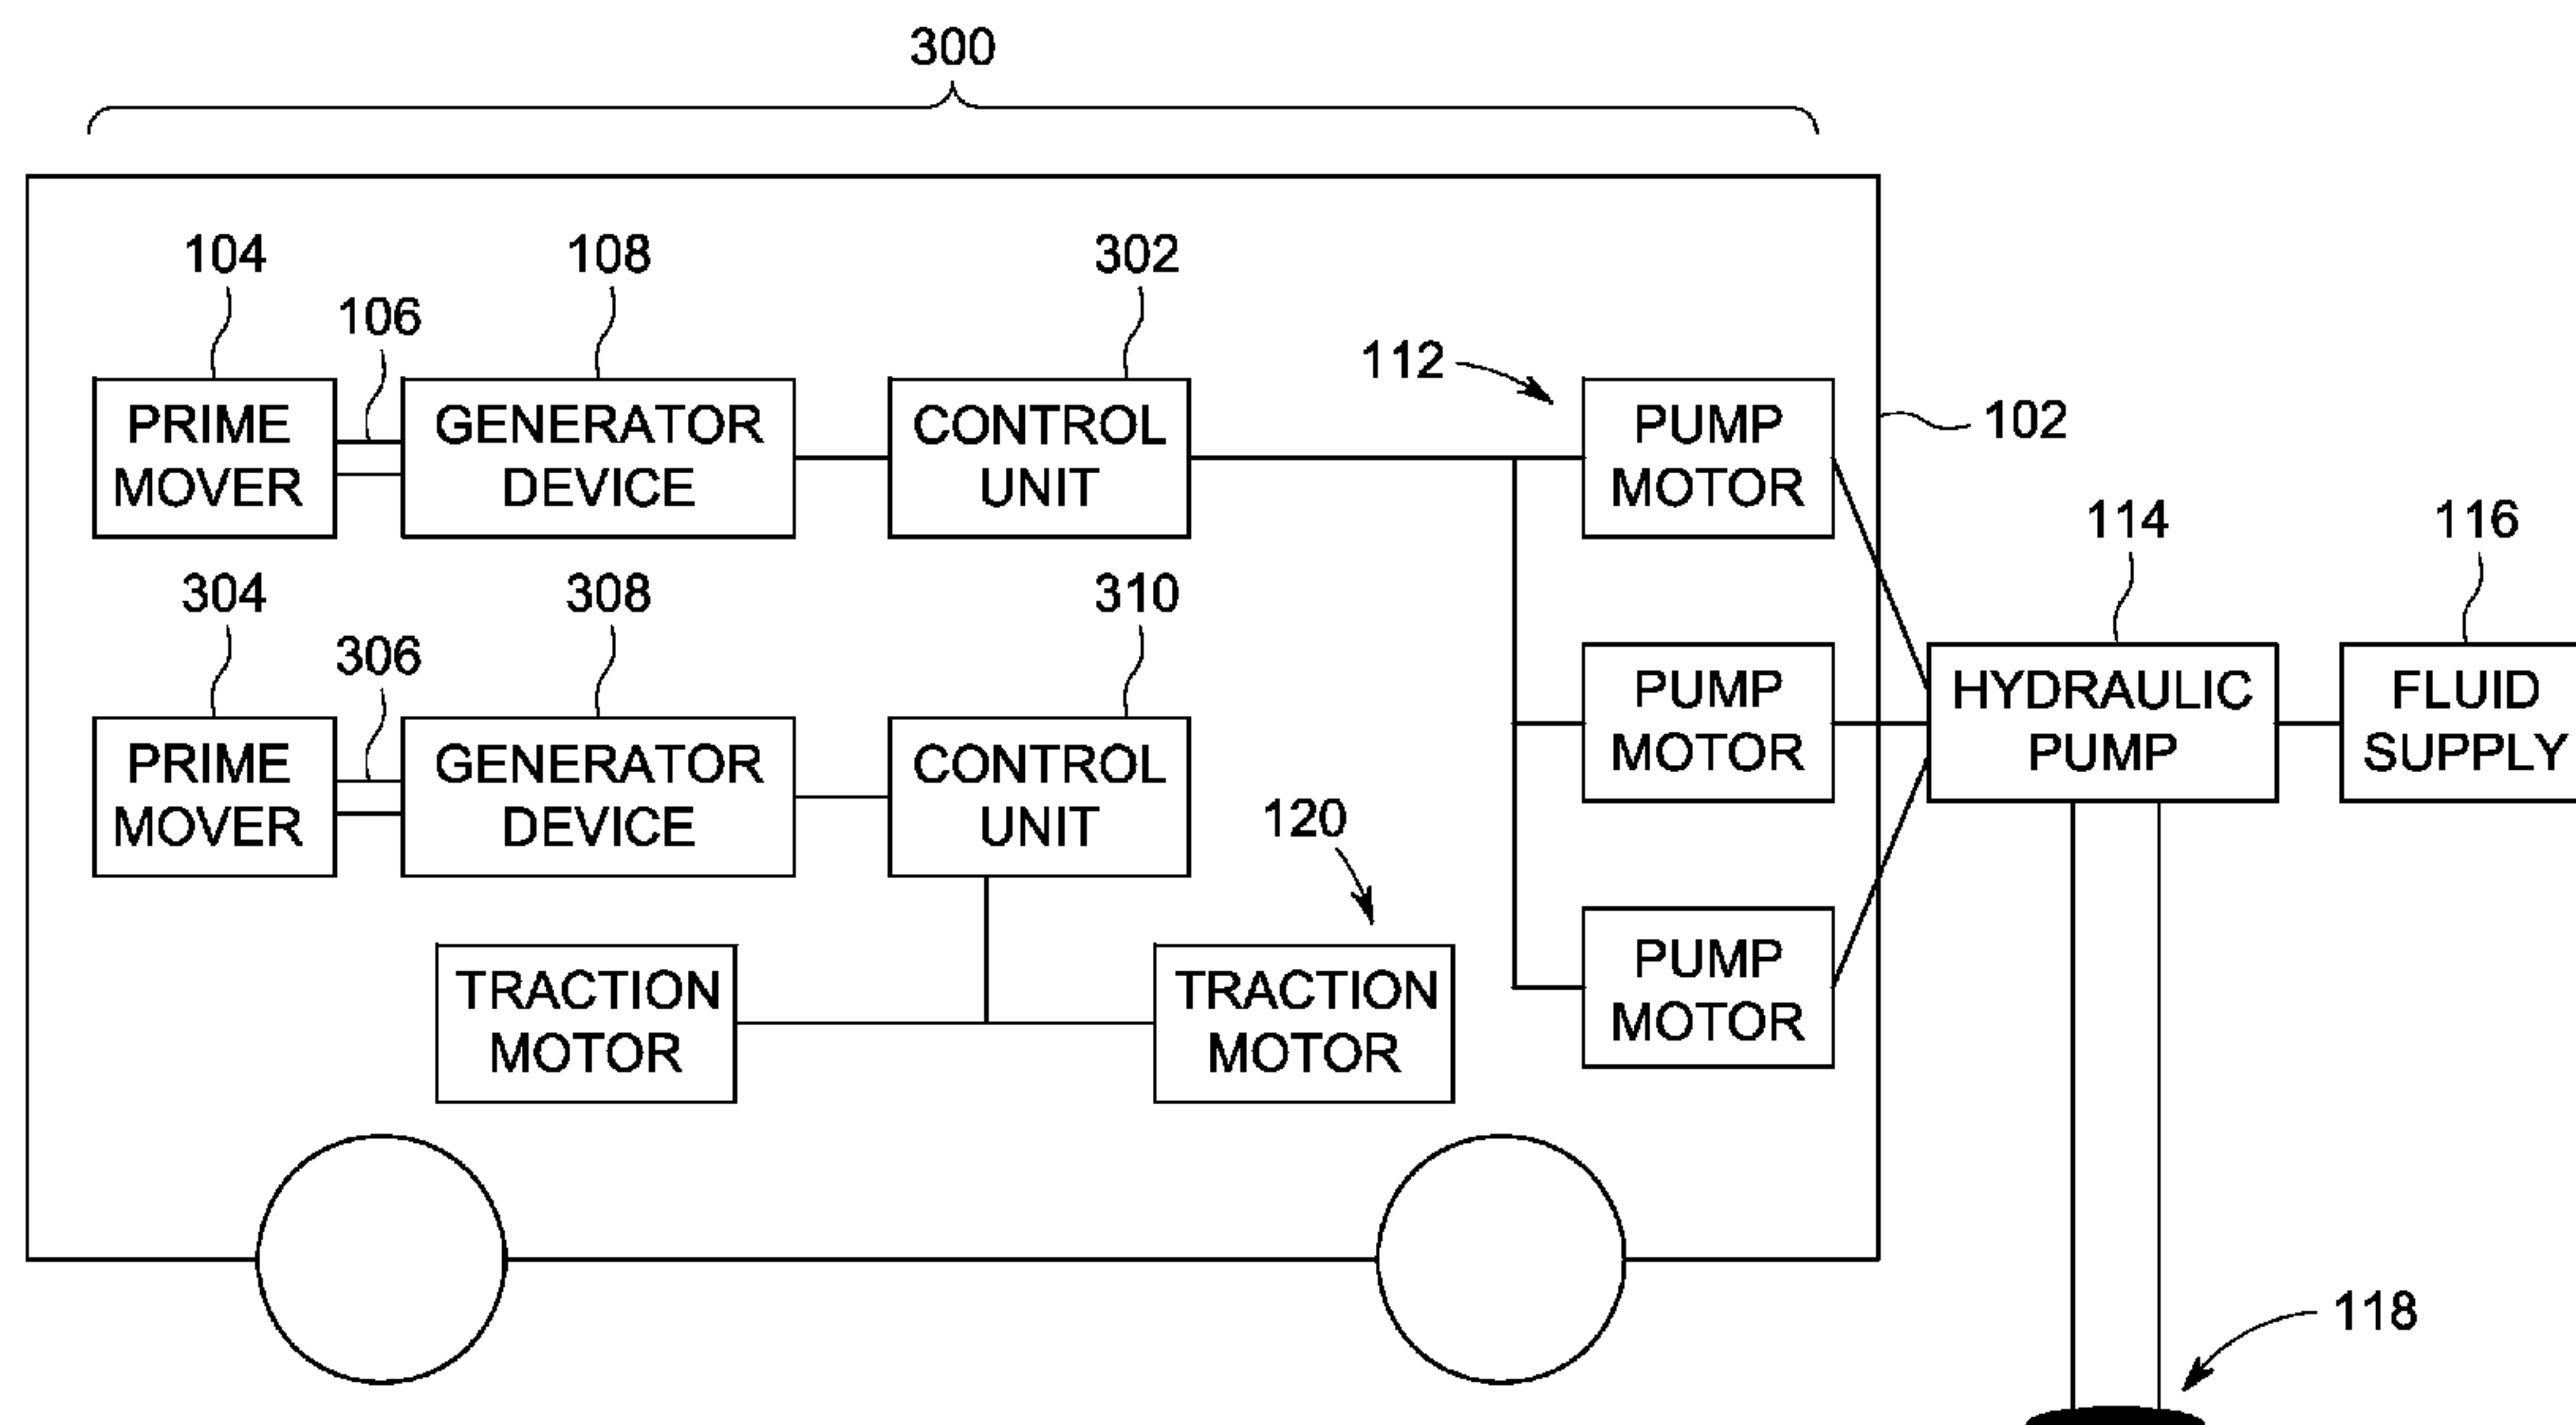 300
104
108
302
106
112
PRIME
MOVER
GENERATOR
DEVICE
CONTROL
UNIT
PUMP
MOTOR
102
114
116
304
308
310
306
PRIME
MOVER
GENERATOR
DEVICE
CONTROL
UNIT
PUMP
MOTOR
HYDRAULIC
PUMP
FLUID
SUPPLY
120
TRACTION
MOTOR
TRACTION
MOTOR
PUMP
MOTOR
118